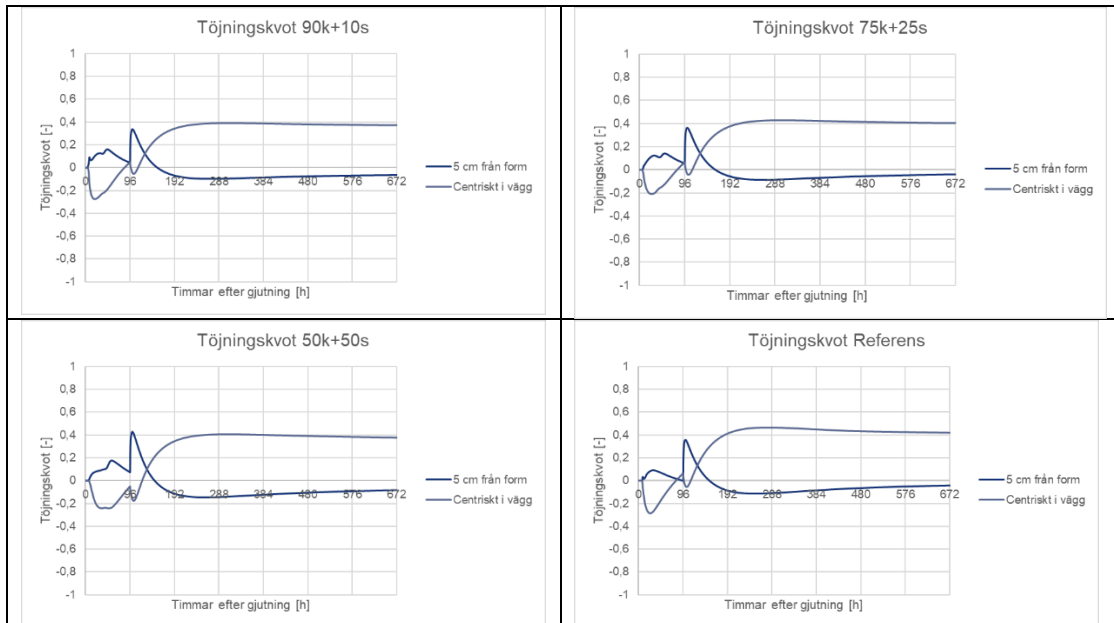 Töjningskvot 90k+10s
1
0,8
0,6
0,4
0,2
0
-0,2
-0,4
-0,6
-0,8
-1
0 96 192 288 384 480 576 672
Töjningskvot [-]
Timmar efter gjutning [h]
5 cm från form
Centriskt i vägg
Töjningskvot 75k+25s
1
0,8
0,6
0,4
0,2
0
-0,2
-0,4
-0,6
-0,8
-1
0 96 192 288 384 480 576 672
Töjningskvot [-]
Timmar efter gjutning [h]
5 cm från form
Centriskt i vägg
Töjningskvot 50k+50s
1
0,8
0,6
0,4
0,2
0
-0,2
-0,4
-0,6
-0,8
-1
0 96 192 288 384 480 576 672
Töjningskvot [-]
Timmar efter gjutning [h]
5 cm från form
Centriskt i vägg
Töjningskvot Referens
1
0,8
0,6
0,4
0,2
0
-0,2
-0,4
-0,6
-0,8
-1
0 96 192 288 384 480 576 672
Töjningskvot [-]
Timmar efter gjutning [h]
5 cm från form
Centriskt i vägg